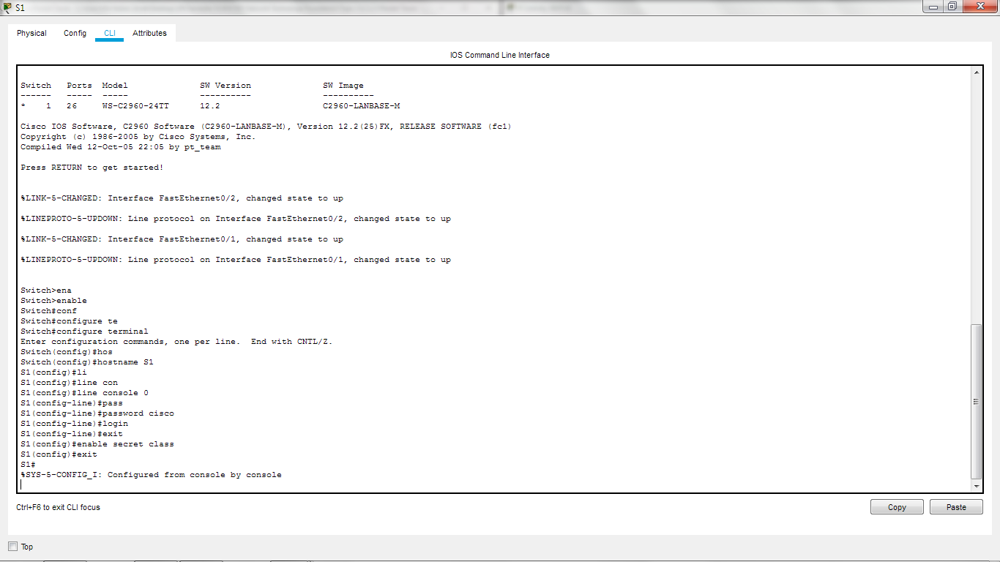 S1
Physical Config CLI Attributes
IOS Command Line Interface
Switch Ports Model SW Version SW Image
------ ----- ----- ---------- ----------
* 1 26 WS-C2960-24TT 12.2 C2960-LANBASE-M
Cisco IOS Software, C2960 Software (C2960-LANBASE-M), Version 12.2(25)FX, RELEASE SOFTWARE (fc1)
Copyright (c) 1986-2005 by Cisco Systems, Inc.
Compiled Wed 12-Oct-05 22:05 by pt_team
Press RETURN to get started!
%LINK-5-CHANGED: Interface FastEthernet0/2, changed state to up
%LINEPROTO-5-UPDOWN: Line protocol on Interface FastEthernet0/2, changed state to up
%LINK-5-CHANGED: Interface FastEthernet0/1, changed state to up
%LINEPROTO-5-UPDOWN: Line protocol on Interface FastEthernet0/1, changed state to up
Switch>ena
Switch>enable
Switch#conf
Switch#configure te
Switch#configure terminal
Enter configuration commands, one per line. End with CNTL/Z.
Switch(config)#hos
Switch(config)#hostname S1
S1(config)#li
S1(config)#line con
S1(config)#line console 0
S1(config-line)#pass
S1(config-line)#password cisco
S1(config-line)#login
S1(config-line)#exit
S1(config)#enable secret class
S1(config)#exit
S1#
%SYS-5-CONFIG_I: Configured from console by console
Ctrl+F6 to exit CLI focus
Copy Paste
Top